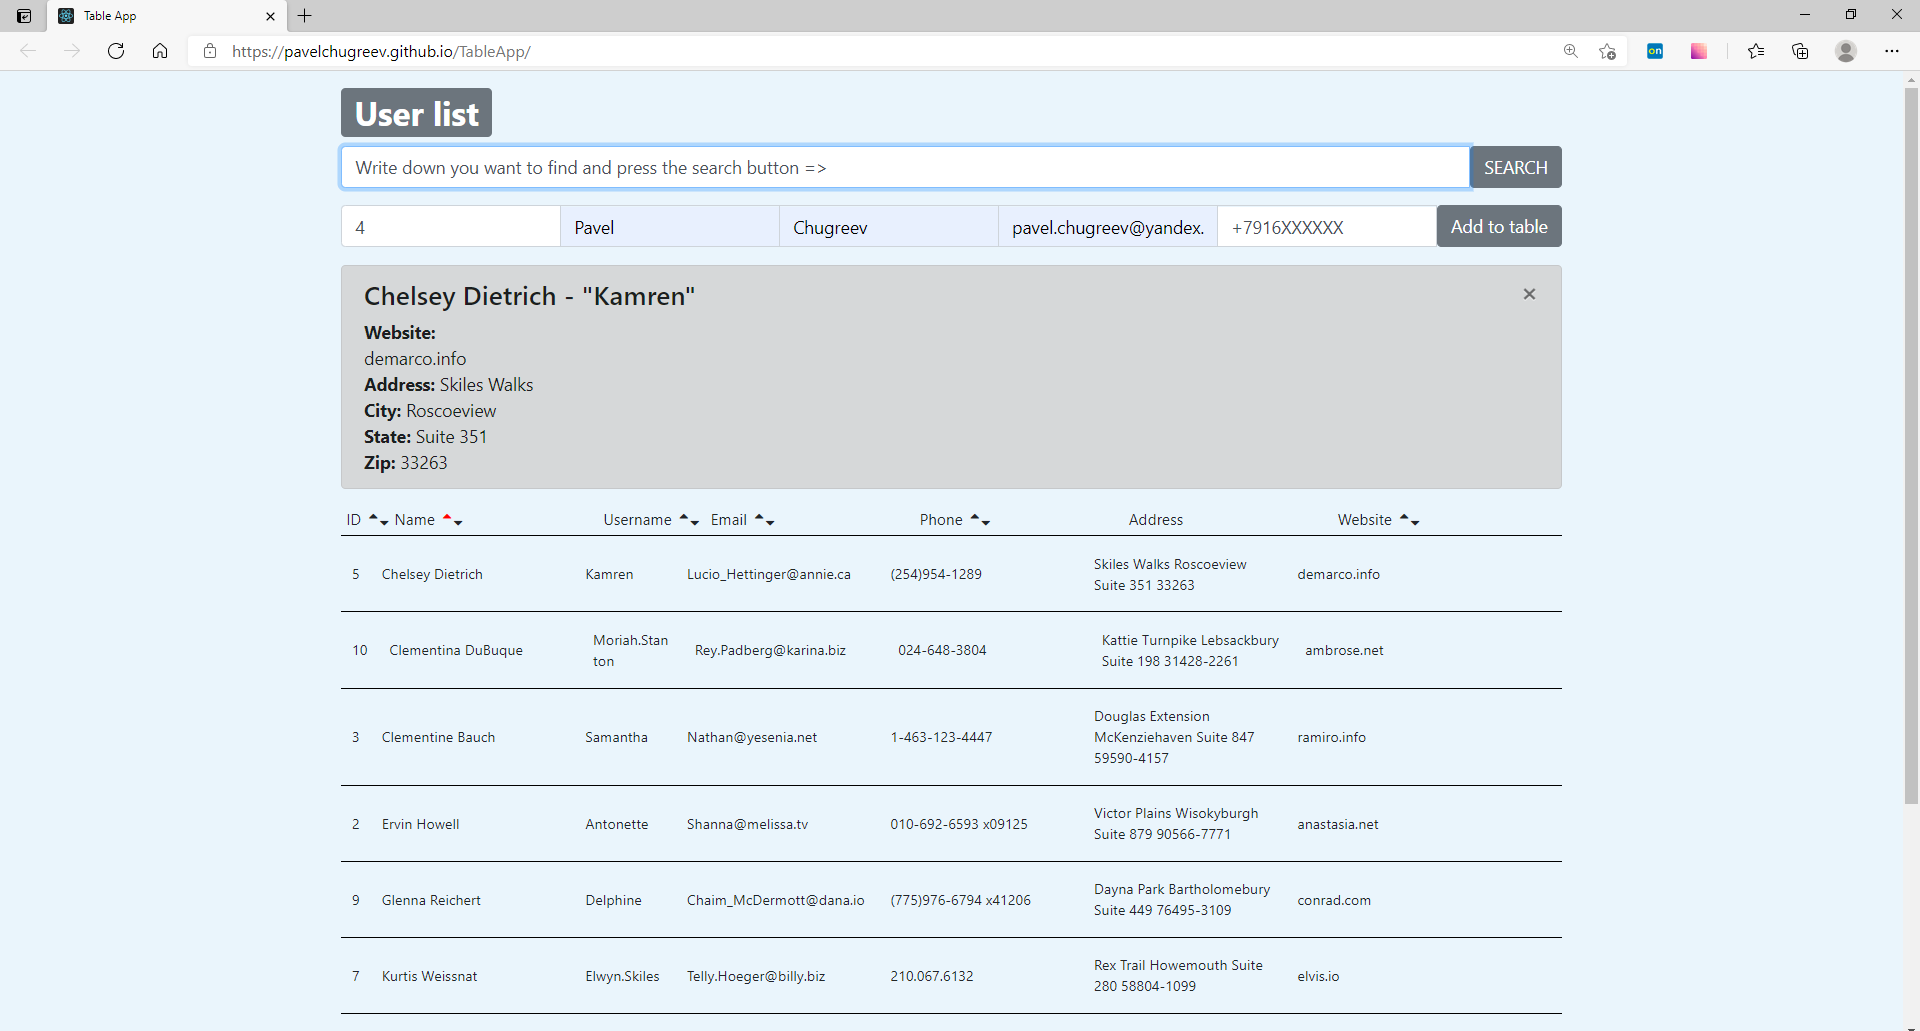 Table App
https://pavelchugreev.github.io/TableApp/
on
User list
Write down you want to find and press the search button => SEARCH
4 Pavel Chugreev pavel.chugreev@yandex. +7916XXXXXX Add to table
Chelsey Dietrich - "Kamren"
Website:
demarco.info
Address: Skiles Walks
City: Roscoeview
State: Suite 351
Zip: 33263
ID Name Username Email Phone Address Website
5 Chelsey Dietrich Kamren Lucio_Hettinger@annie.ca (254)954-1289 Skiles Walks Roscoeview demarco.info
Suite 351 33263
10 Clementina DuBuque Moriah.Stan Rey.Padberg@karina.biz 024-648-3804 Kattie Turnpike Lebsackbury ambrose.net
ton Suite 198 31428-2261
Douglas Extension
3 Clementine Bauch Samantha Nathan@yesenia.net 1-463-123-4447 McKenziehaven Suite 847 ramiro.info
59590-4157
2 Ervin Howell Antonette Shanna@melissa.tv 010-692-6593 x09125 Victor Plains Wisokyburgh anastasia.net
Suite 879 90566-7771
9 Glenna Reichert Delphine Chaim_McDermott@dana.io (775)976-6794 x41206 Dayna Park Bartholomebury conrad.com
Suite 449 76495-3109
7 Kurtis Weissnat Elwyn.Skiles Telly.Hoeger@billy.biz 210.067.6132 Rex Trail Howemouth Suite elvis.io
280 58804-1099